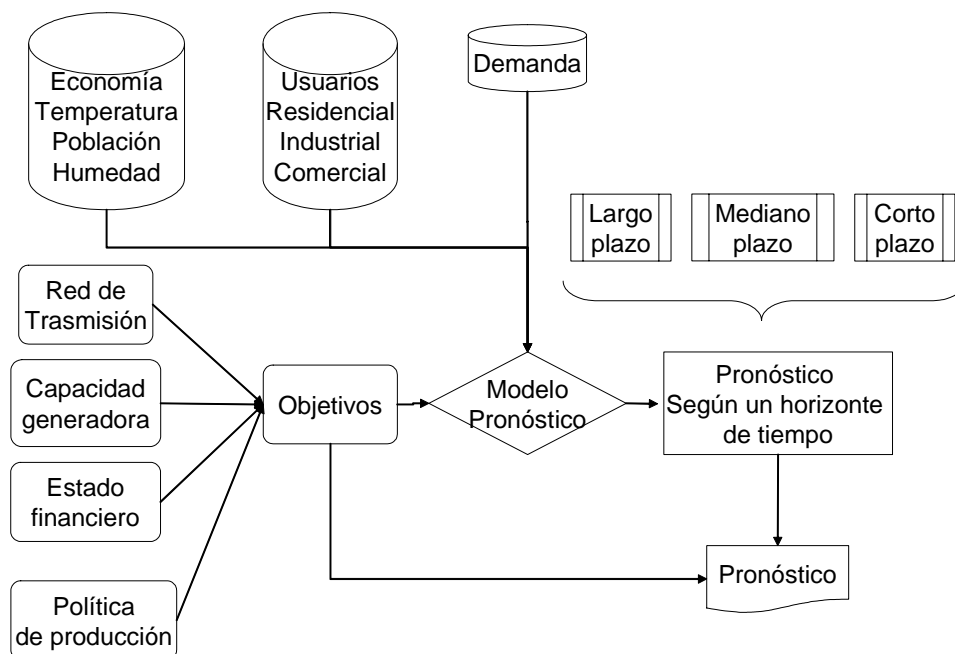 Economía
Temperatura
Población
Humedad
Usuarios
Residencial
Industrial
Comercial
Demanda
Largo
plazo
Mediano
plazo
Corto
plazo
Red de
Trasmisión
Capacidad
generadora
Estado
financiero
Política
de producción
Objetivos
Modelo
Pronóstico
Pronóstico
Según un horizonte
de tiempo
Pronóstico